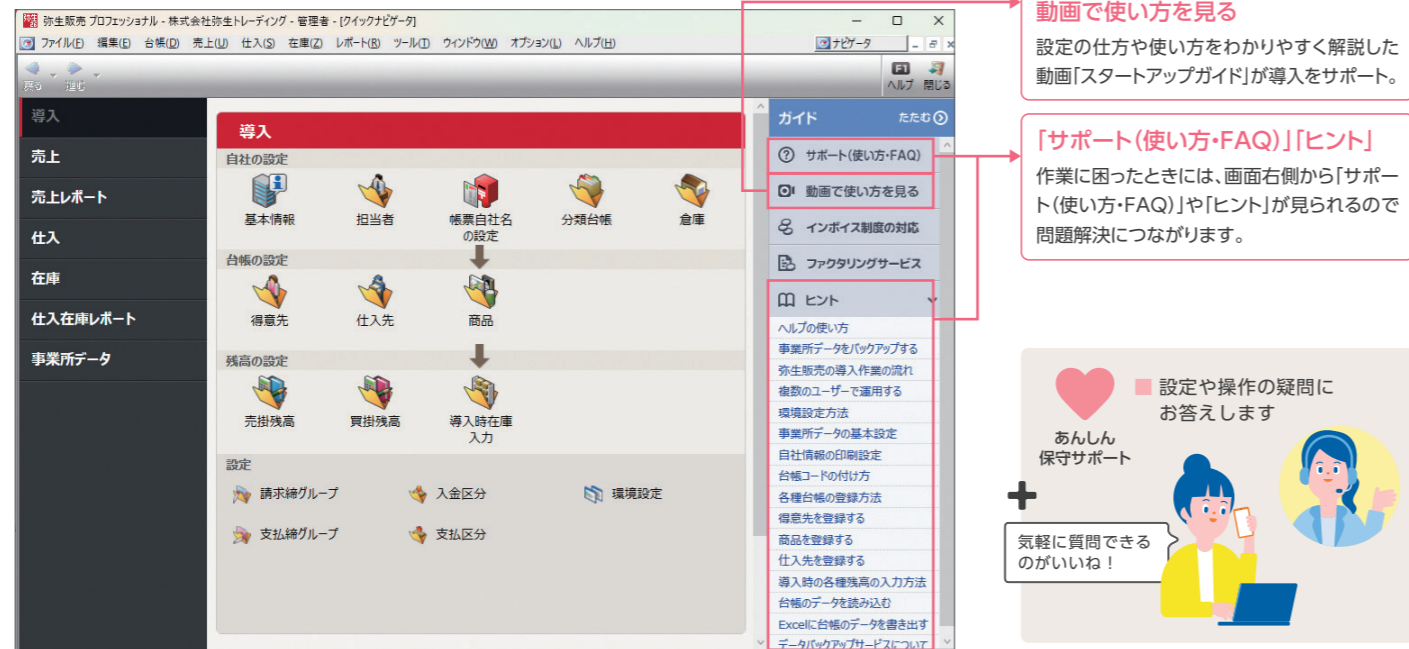 弥生販売 プロフェッショナル - 株式会社弥生トレーディング - 管理者 - [クイックナビゲータ]
ファイル(F) 編集(E) 台帳(D) 売上(U) 仕入(S) 在庫(Z) レポート(R) ツール(T) ウィンドウ(W) オプション(L) ヘルプ(H)
ナビゲータ
戻る 進む
F1
ヘルプ 閉じる
導入
売上
売上レポート
仕入
在庫
仕入在庫レポート
事業所データ
導入
自社の設定
基本情報
担当者
帳票自社名
の設定
分類台帳
倉庫
台帳の設定
得意先
仕入先
商品
残高の設定
売掛残高
買掛残高
導入時在庫
入力
設定
請求締グループ
入金区分
環境設定
支払締グループ
支払区分
ガイド たたむ
サポート(使い方・FAQ)
動画で使い方を見る
インボイス制度の対応
ファクタリングサービス
ヒント
ヘルプの使い方
事業所データをバックアップする
弥生販売の導入作業の流れ
複数のユーザーで運用する
環境設定方法
事業所データの基本設定
自社情報の印刷設定
台帳コードの付け方
各種台帳の登録方法
得意先を登録する
商品を登録する
仕入先を登録する
導入時の各種残高の入力方法
台帳のデータを読み込む
Excelに台帳のデータを書き出す
データバックアップサービスについて
動画で使い方を見る
設定の仕方や使い方をわかりやすく解説した
動画「スタートアップガイド」が導入をサポート。
「サポート(使い方・FAQ)」「ヒント」
作業に困ったときには、画面右側から「サポー
ト(使い方・FAQ)」や「ヒント」が見られるので
問題解決につながります。
あんしん
保守サポート
設定や操作の疑問に
お答えします
気軽に質問できる
のがいいね！